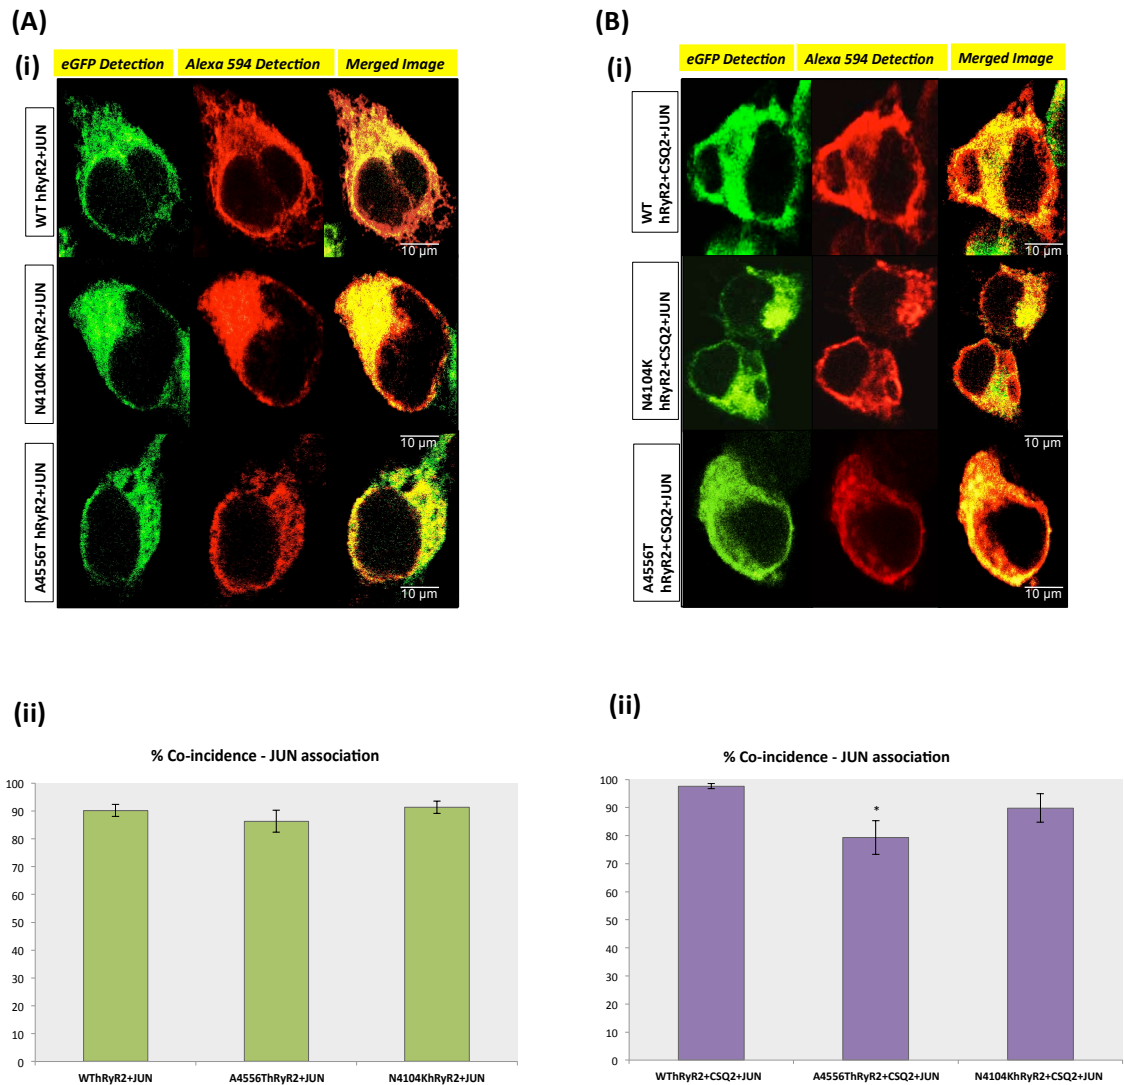 (A)
(i)
eGFP Detection
Alexa 594 Detection
Merged Image
WT hRyR2+JUN
10 µm
N4104K hRyR2+JUN
10 µm
A4556T hRyR2+JUN
10 µm
(ii)
% Co-incidence - JUN association
100
90
80
70
60
50
40
30
20
10
0
WThRyR2+JUN
A4556ThRyR2+JUN
N4104KhRyR2+JUN
(B)
(i)
eGFP Detection
Alexa 594 Detection
Merged Image
WT
hRyR2+CSQ2+JUN
10 µm
N4104K
hRyR2+CSQ2+JUN
10 µm
A4556T
hRyR2+CSQ2+JUN
10 µm
(ii)
% Co-incidence - JUN association
100
90
80
70
60
50
40
30
20
10
0
*
WThRyR2+CSQ2+JUN
A4556ThRyR2+CSQ2+JUN
N4104KhRyR2+CSQ2+JUN